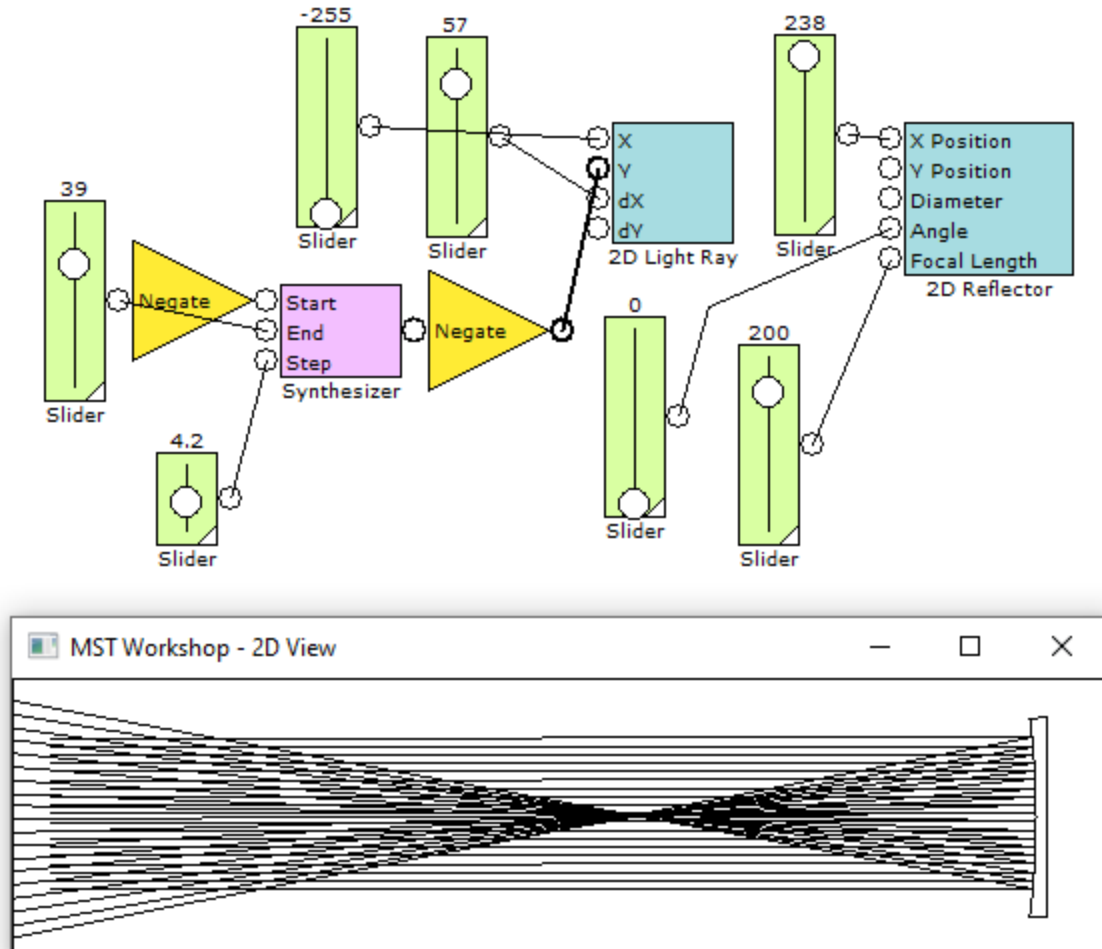 -255
57
238
X
Y
dX
dY
2D Light Ray
X Position
Y Position
Diameter
Angle
Focal Length
2D Reflector
Slider
Slider
Slider
39
Negate
Start
End
Step
Synthesizer
Negate
0
200
Slider
4.2
Slider
Slider
Slider
MST Workshop - 2D View